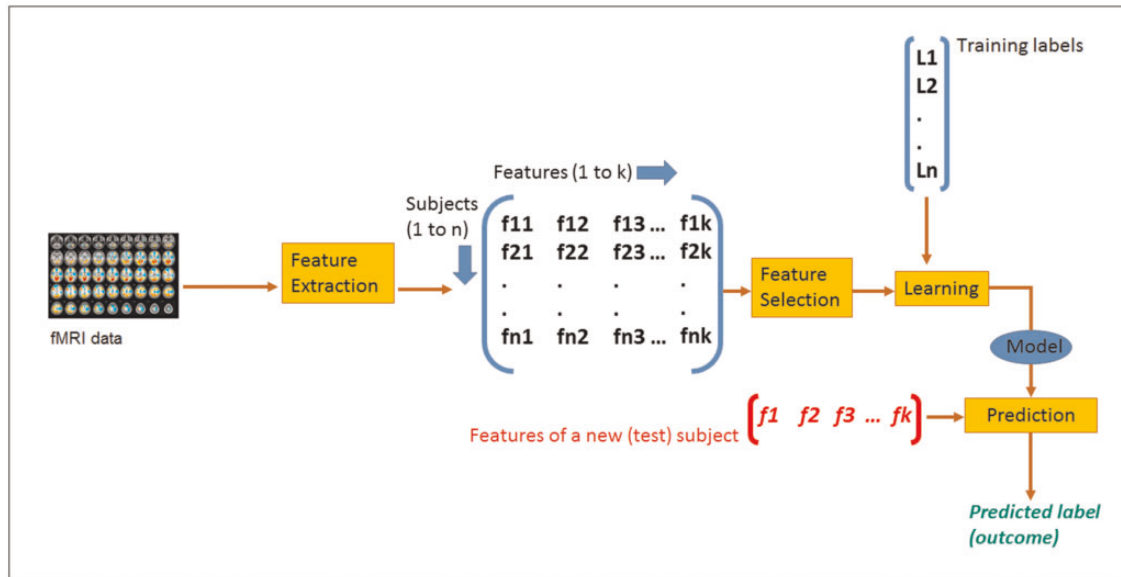 Training labels
L1
L2
.
.
Ln
Features (1 to k)
Subjects
(1 to n)
f11 f12 f13 ... f1k
f21 f22 f23 ... f2k
. . . .
. . . .
fn1 fn2 fn3 ... fnk
fMRI data
Feature
Extraction
Feature
Selection
Learning
Model
Features of a new (test) subject
f1 f2 f3 ... fk
Prediction
Predicted label
(outcome)